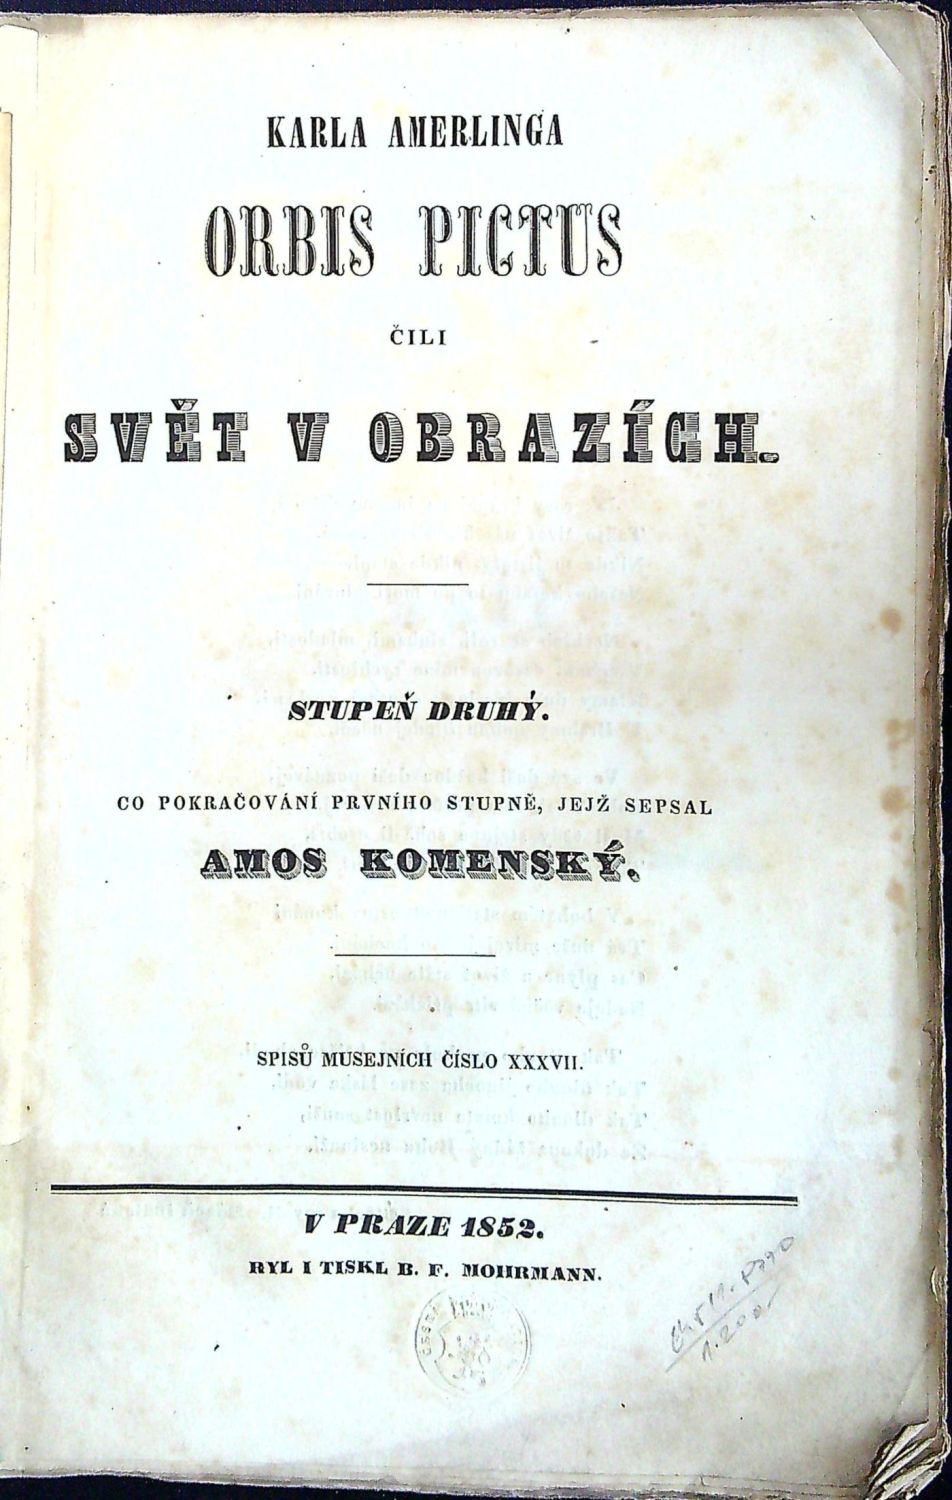 KARLA AMERLINGA
ORBIS PICTUS
ČILI
SVĚT V OBRAZÍCH.
STUPEŇ DRUHÝ.
CO POKRAČOVÁNÍ PRVNÍHO STUPNĚ, JEJŽ SEPSAL
AMOS KOMENSKÝ.
SPISŮ MUSEJNÍCH ČÍSLO XXXVII.
V PRAZE 1852.
RYL I TISKL B. F. MOHRMANN.